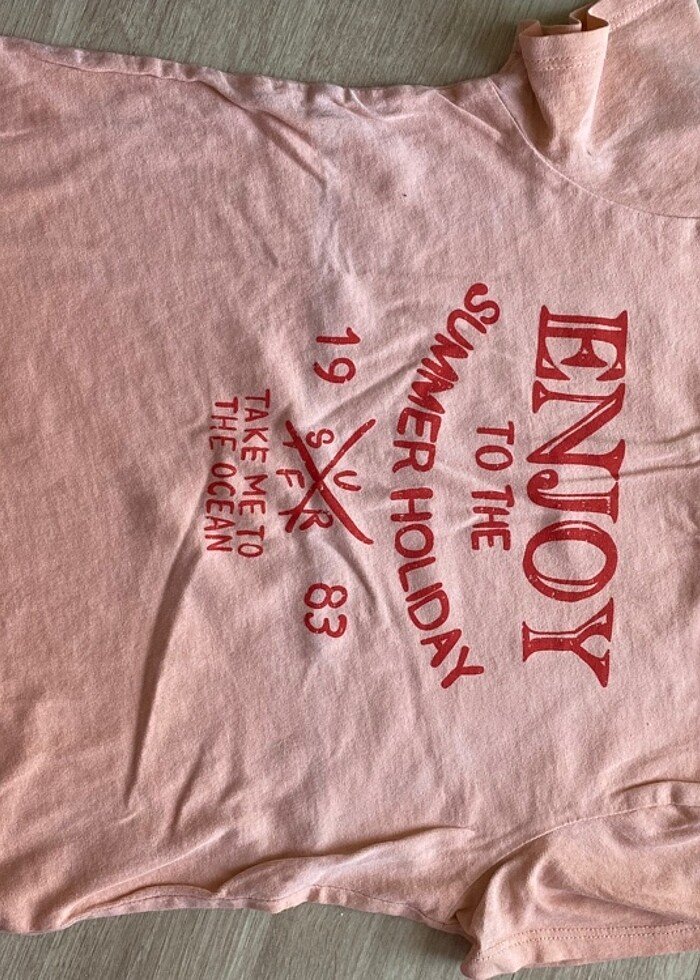 ENJOY
TO THE
SUMMER HOLIDAY
19 S U R F 83
TAKE ME TO
THE OCEAN